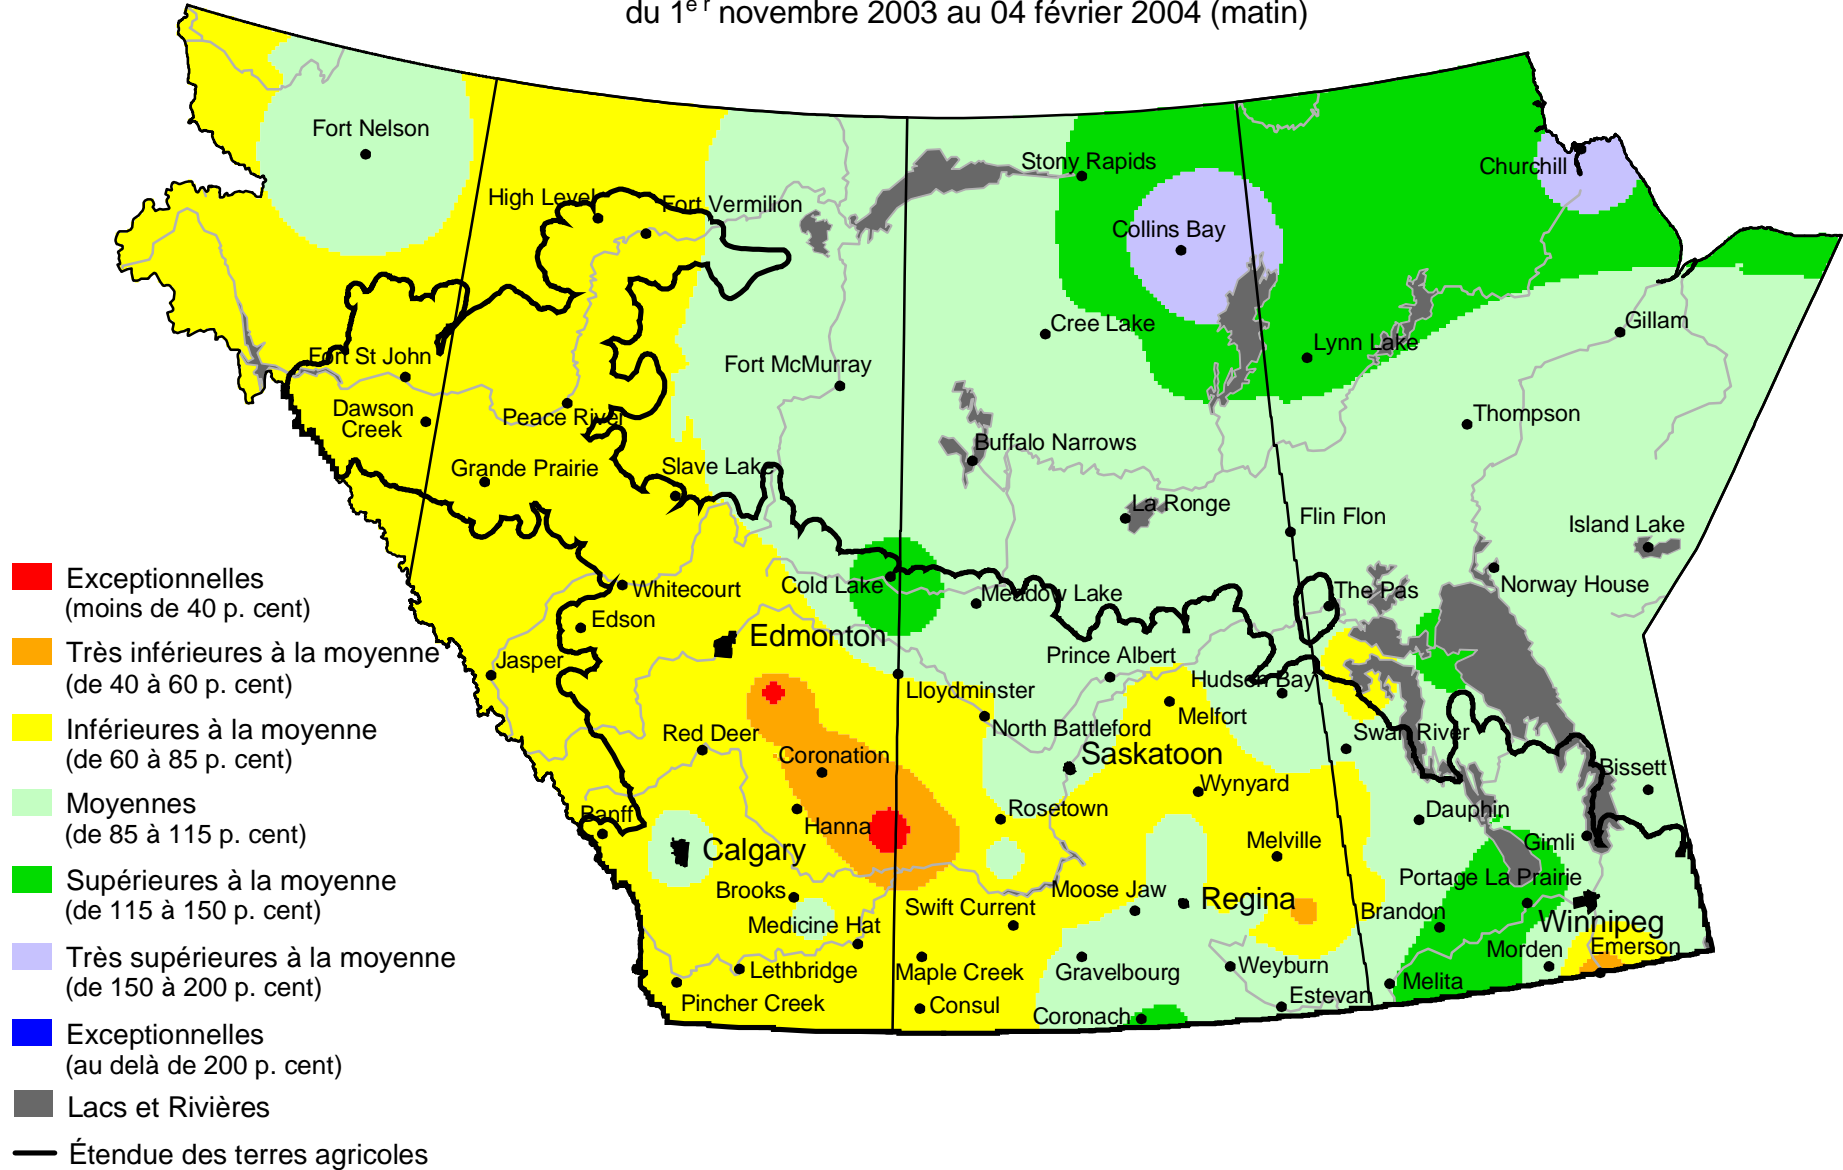 du 1er novembre 2003 au 04 février 2004 (matin)
Fort Nelson
Stony Rapids
Churchill
High Level
Fort Vermilion
Collins Bay
Cree Lake
Gillam
Lynn Lake
Fort St John
Fort McMurray
Dawson
Creek
Peace River
Thompson
Buffalo Narrows
Grande Prairie
Slave Lake
La Ronge
Flin Flon
Island Lake
Whitecourt
Cold Lake
Meadow Lake
The Pas
Norway House
Edson
Edmonton
Jasper
Prince Albert
Hudson Bay
Lloydminster
Melfort
North Battleford
Red Deer
Swan River
Coronation
Saskatoon
Bissett
Wynyard
Banff
Hanna
Rosetown
Dauphin
Calgary
Melville
Gimli
Brooks
Moose Jaw
Regina
Portage La Prairie
Swift Current
Brandon
Winnipeg
Medicine Hat
Morden
Emerson
Lethbridge
Maple Creek
Gravelbourg
Weyburn
Melita
Pincher Creek
Consul
Coronach
Estevan
Exceptionnelles
(moins de 40 p. cent)
Très inférieures à la moyenne
(de 40 à 60 p. cent)
Inférieures à la moyenne
(de 60 à 85 p. cent)
Moyennes
(de 85 à 115 p. cent)
Supérieures à la moyenne
(de 115 à 150 p. cent)
Très supérieures à la moyenne
(de 150 à 200 p. cent)
Exceptionnelles
(au delà de 200 p. cent)
Lacs et Rivières
Étendue des terres agricoles